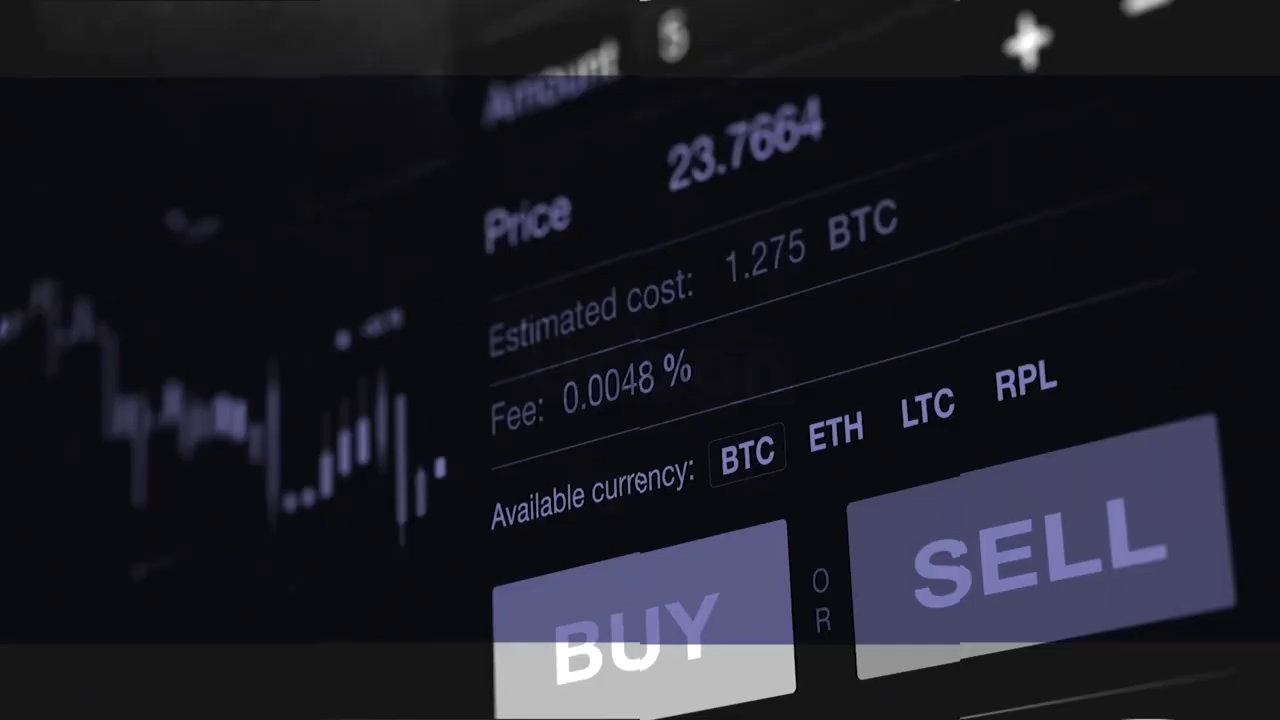 Amount 5
Price 23.7664
Estimated cost: 1.275 BTC
Fee: 0.0048 %
Available currency: BTC ETH LTC RPL
BUY
O
R
SELL